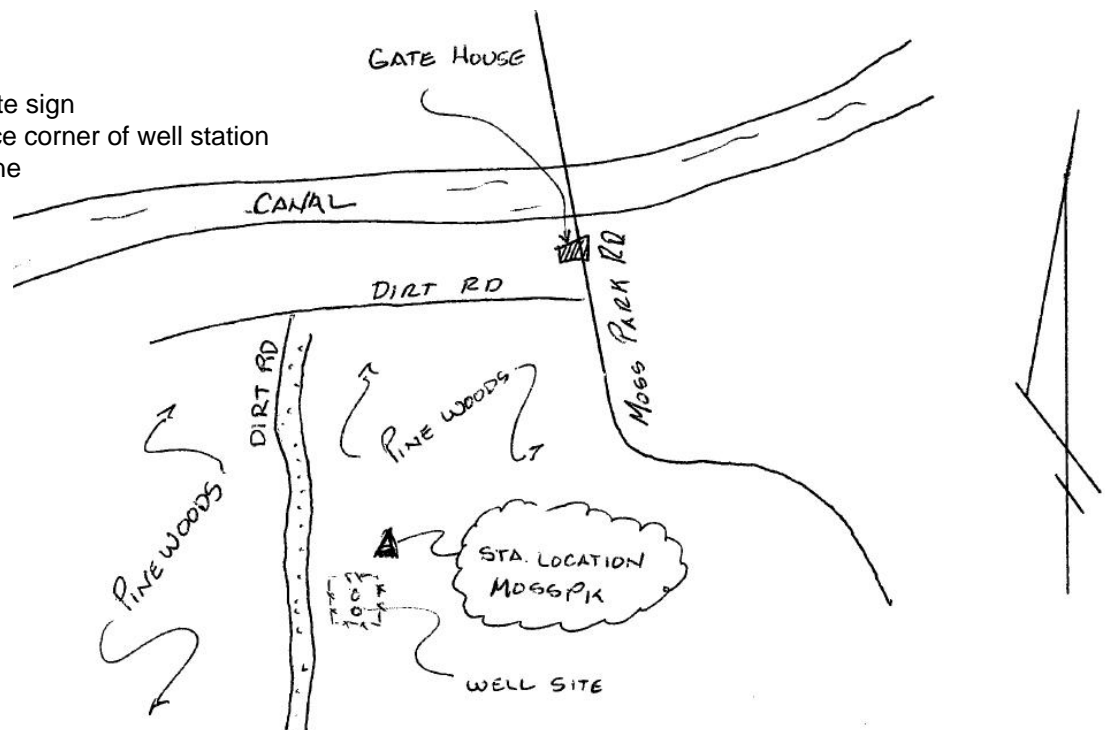 GATE HOUSE
te sign
ce corner of well station
ne
CANAL
MOSS PARK RD
DIRT RD
DIRT RD
PINE WOODS
PINE WOODS
STA. LOCATION
MOSSPK
WELL SITE